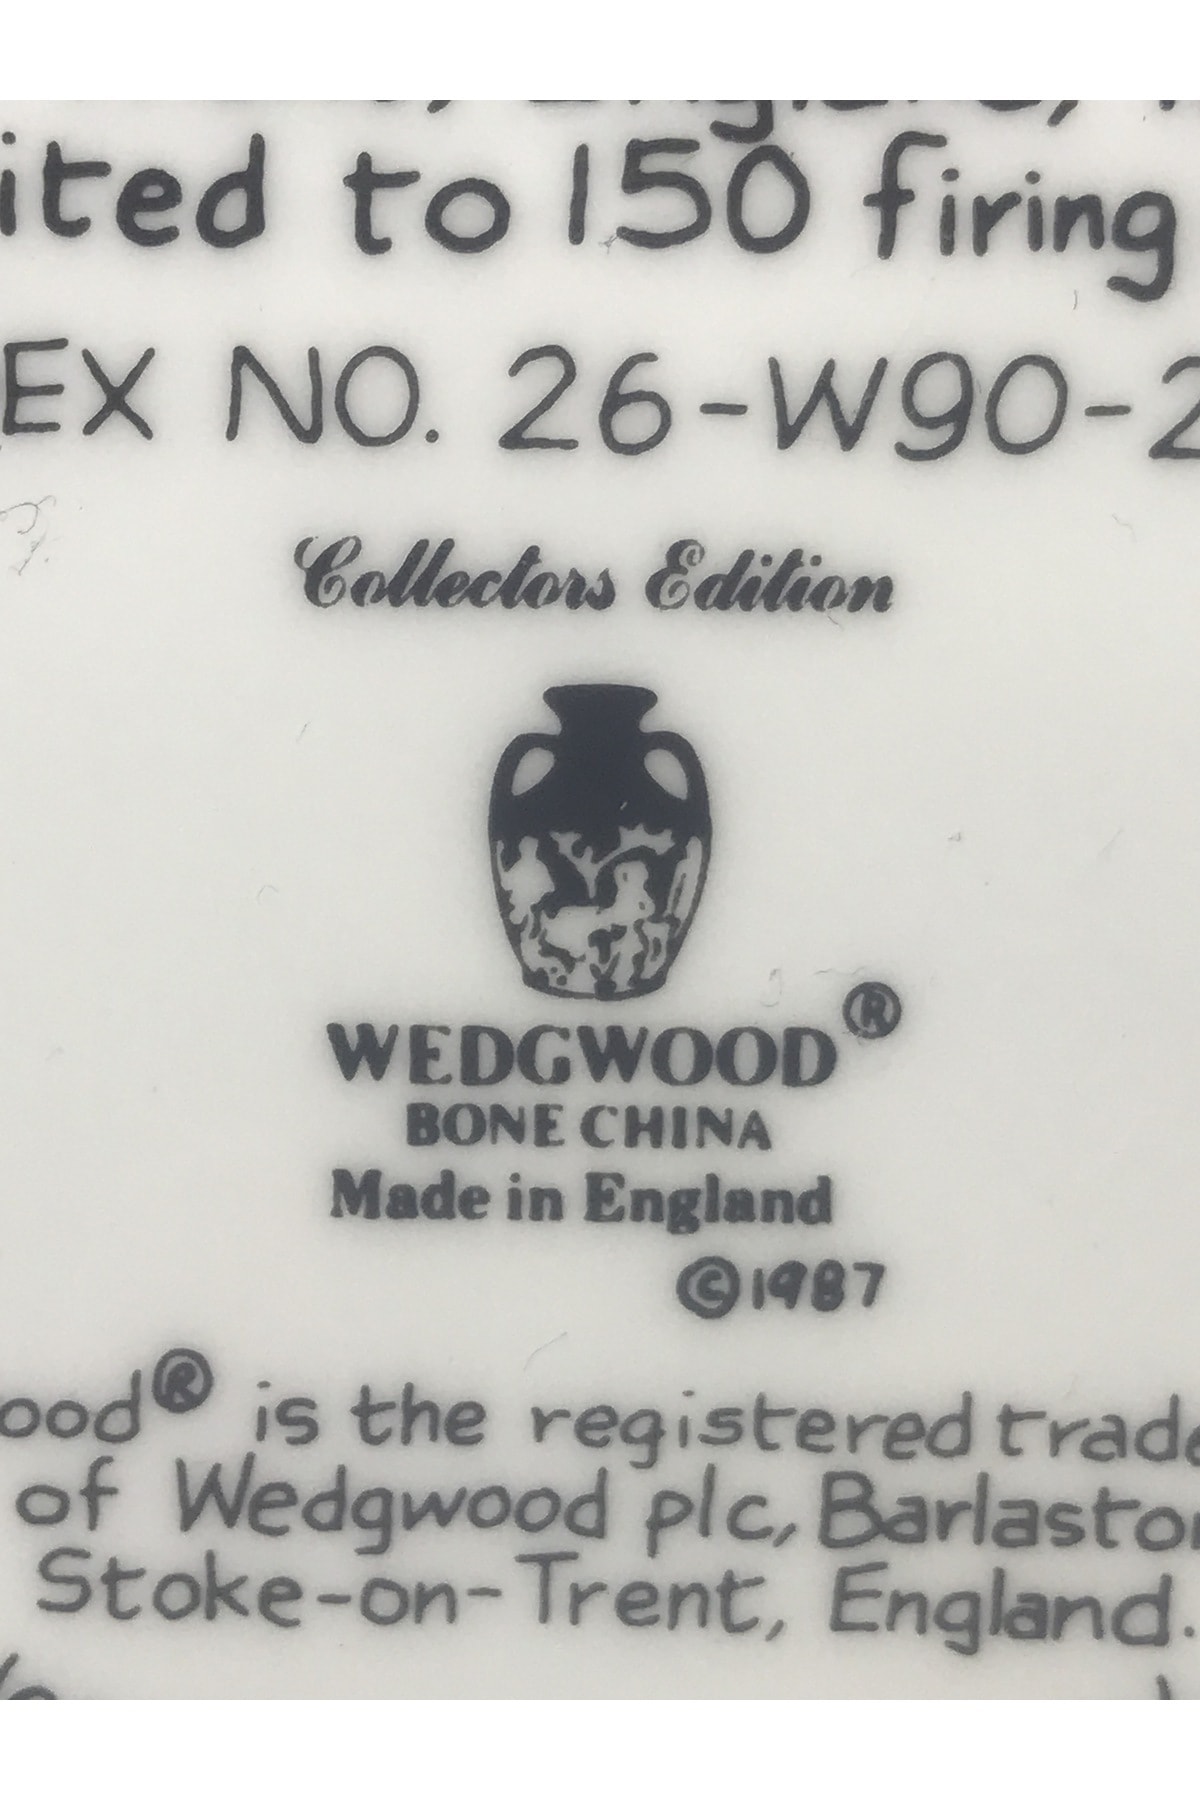 ited to 150 firing
EX NO. 26-W90-2
Collectors Edition
WEDGWOOD®
BONE CHINA
Made in England
©1987
ood® is the registered trade
of Wedgwood plc, Barlaston
Stoke-on-Trent, England.